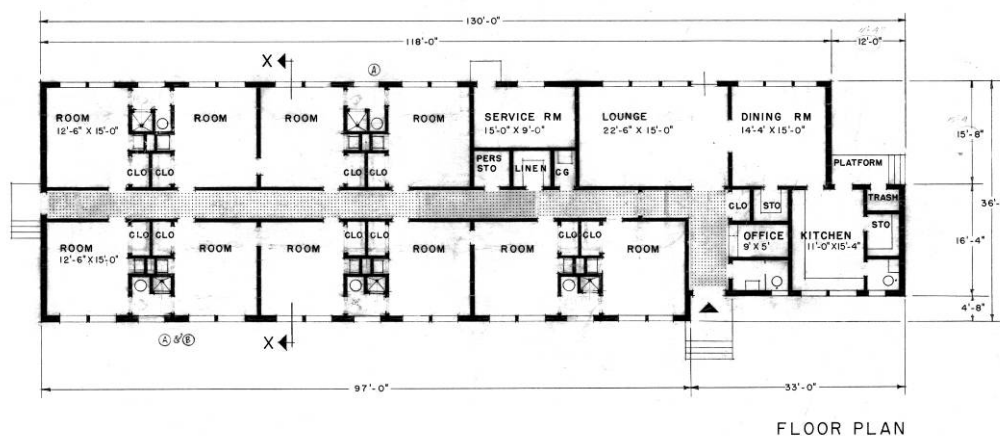 130'-0"
118'-0"
12'-0"
X
A
ROOM
12'-6" X 15'-0"
ROOM
ROOM
ROOM
SERVICE RM
15'-0" X 9'-0"
LOUNGE
22'-6" X 15'-0"
DINING RM
14'-4" X 15'-0"
15'-8"
CLO
CLO
CLO
CLO
PERS
STO
LINEN
CG
PLATFORM
TRASH
36'-
CLO
STO
STO
CLO
CLO
CLO
CLO
CLO
CLO
ROOM
12'-6" X 15'-0"
ROOM
ROOM
ROOM
ROOM
ROOM
OFFICE
9' X 5'
KITCHEN
11'-0" X 15'-4"
16'-4"
4'-8"
A & B
X
97'-0"
33'-0"
FLOOR PLAN